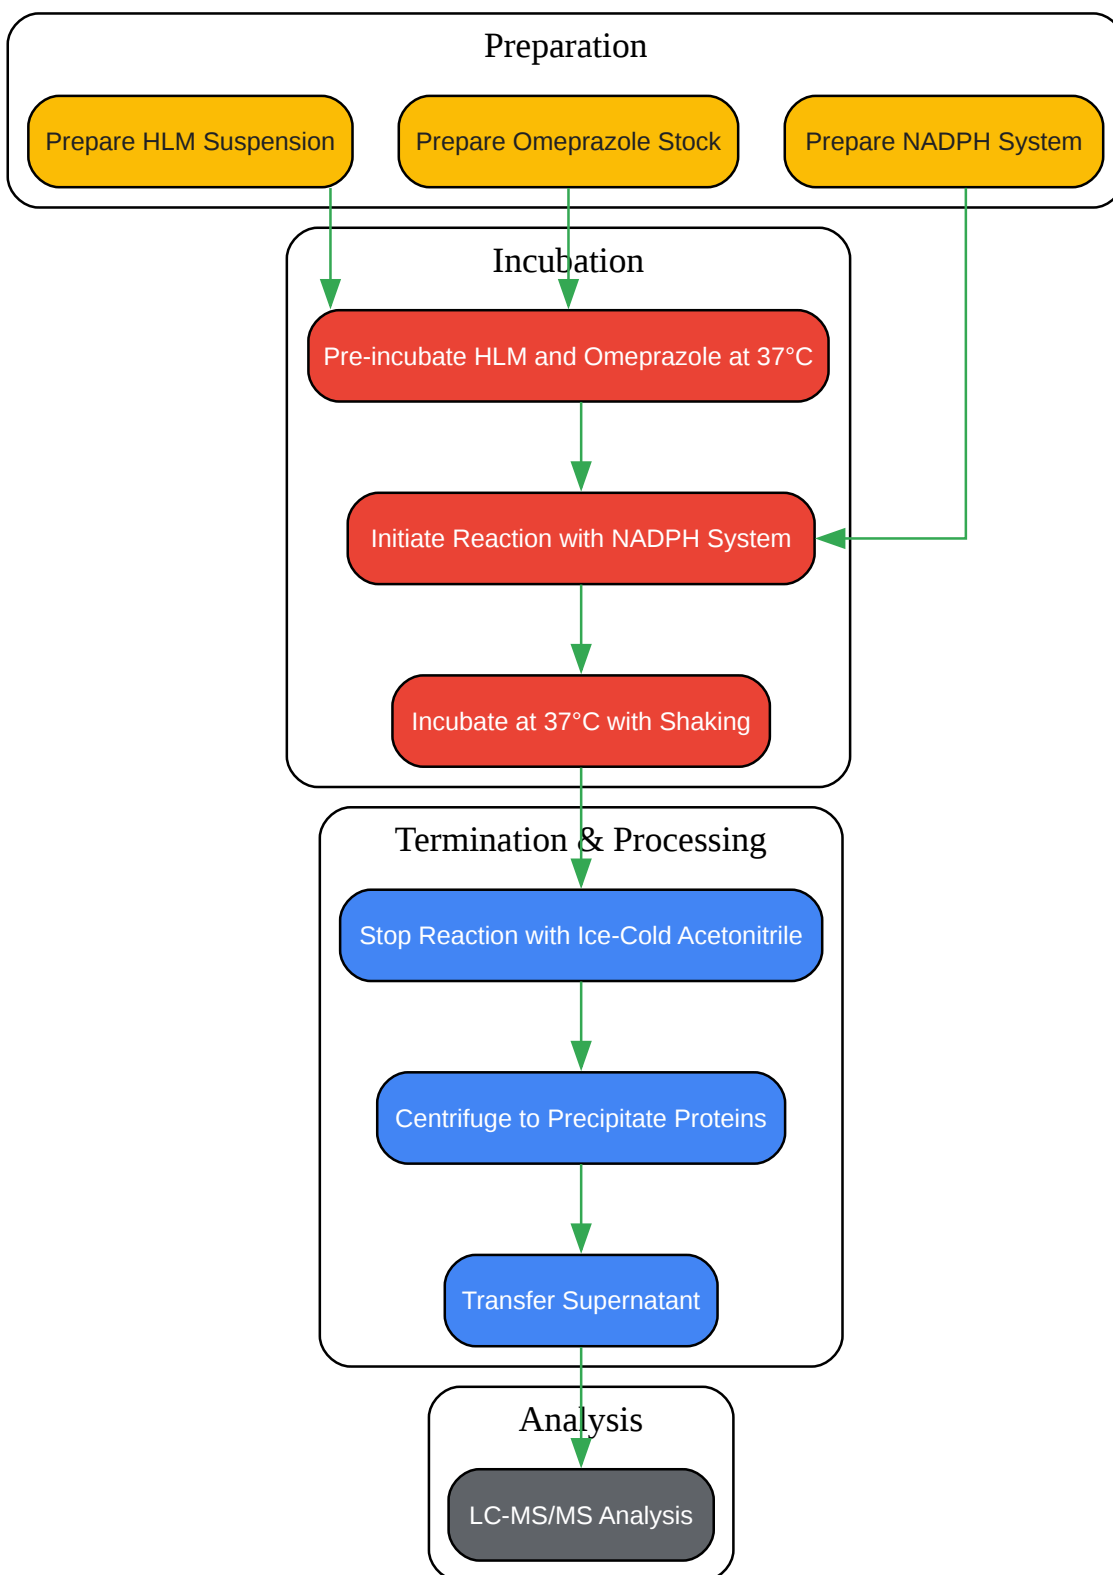 Preparation
Prepare HLM Suspension
Prepare Omeprazole Stock
Prepare NADPH System
Incubation
Pre-incubate HLM and Omeprazole at 37°C
Initiate Reaction with NADPH System
Incubate at 37°C with Shaking
Termination & Processing
Stop Reaction with Ice-Cold Acetonitrile
Centrifuge to Precipitate Proteins
Transfer Supernatant
Analysis
LC-MS/MS Analysis